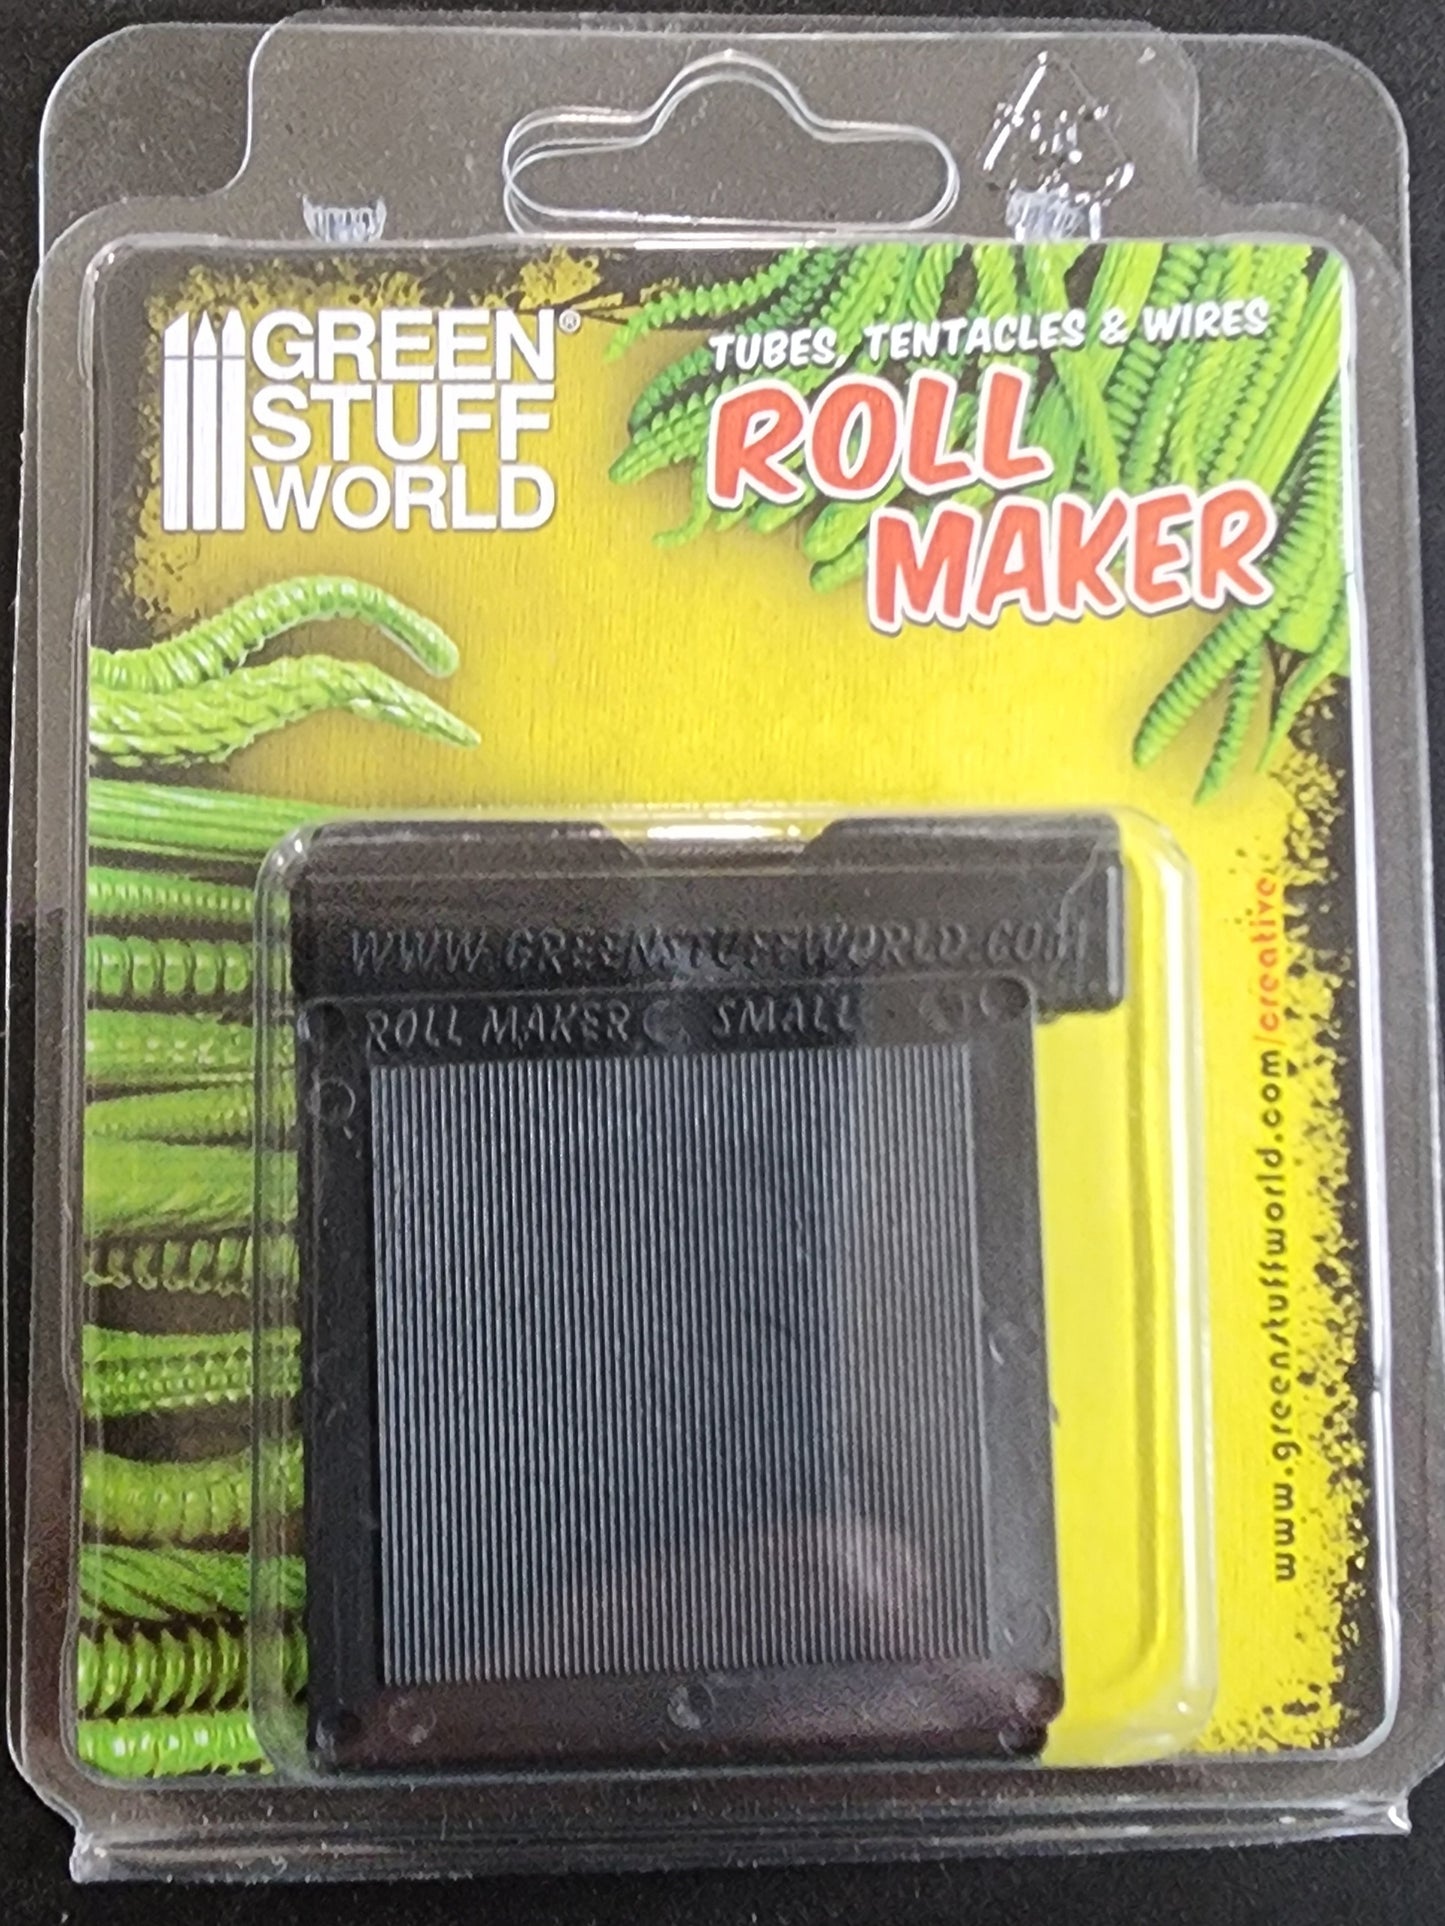 GREEN®
STUFF
WORLD
TUBES, TENTACLES & WIRES
ROLL
MAKER
WWW.GREENSTUFFWORLD.COM
ROLL MAKER SMALL
www.greenstuffworld.com/creative